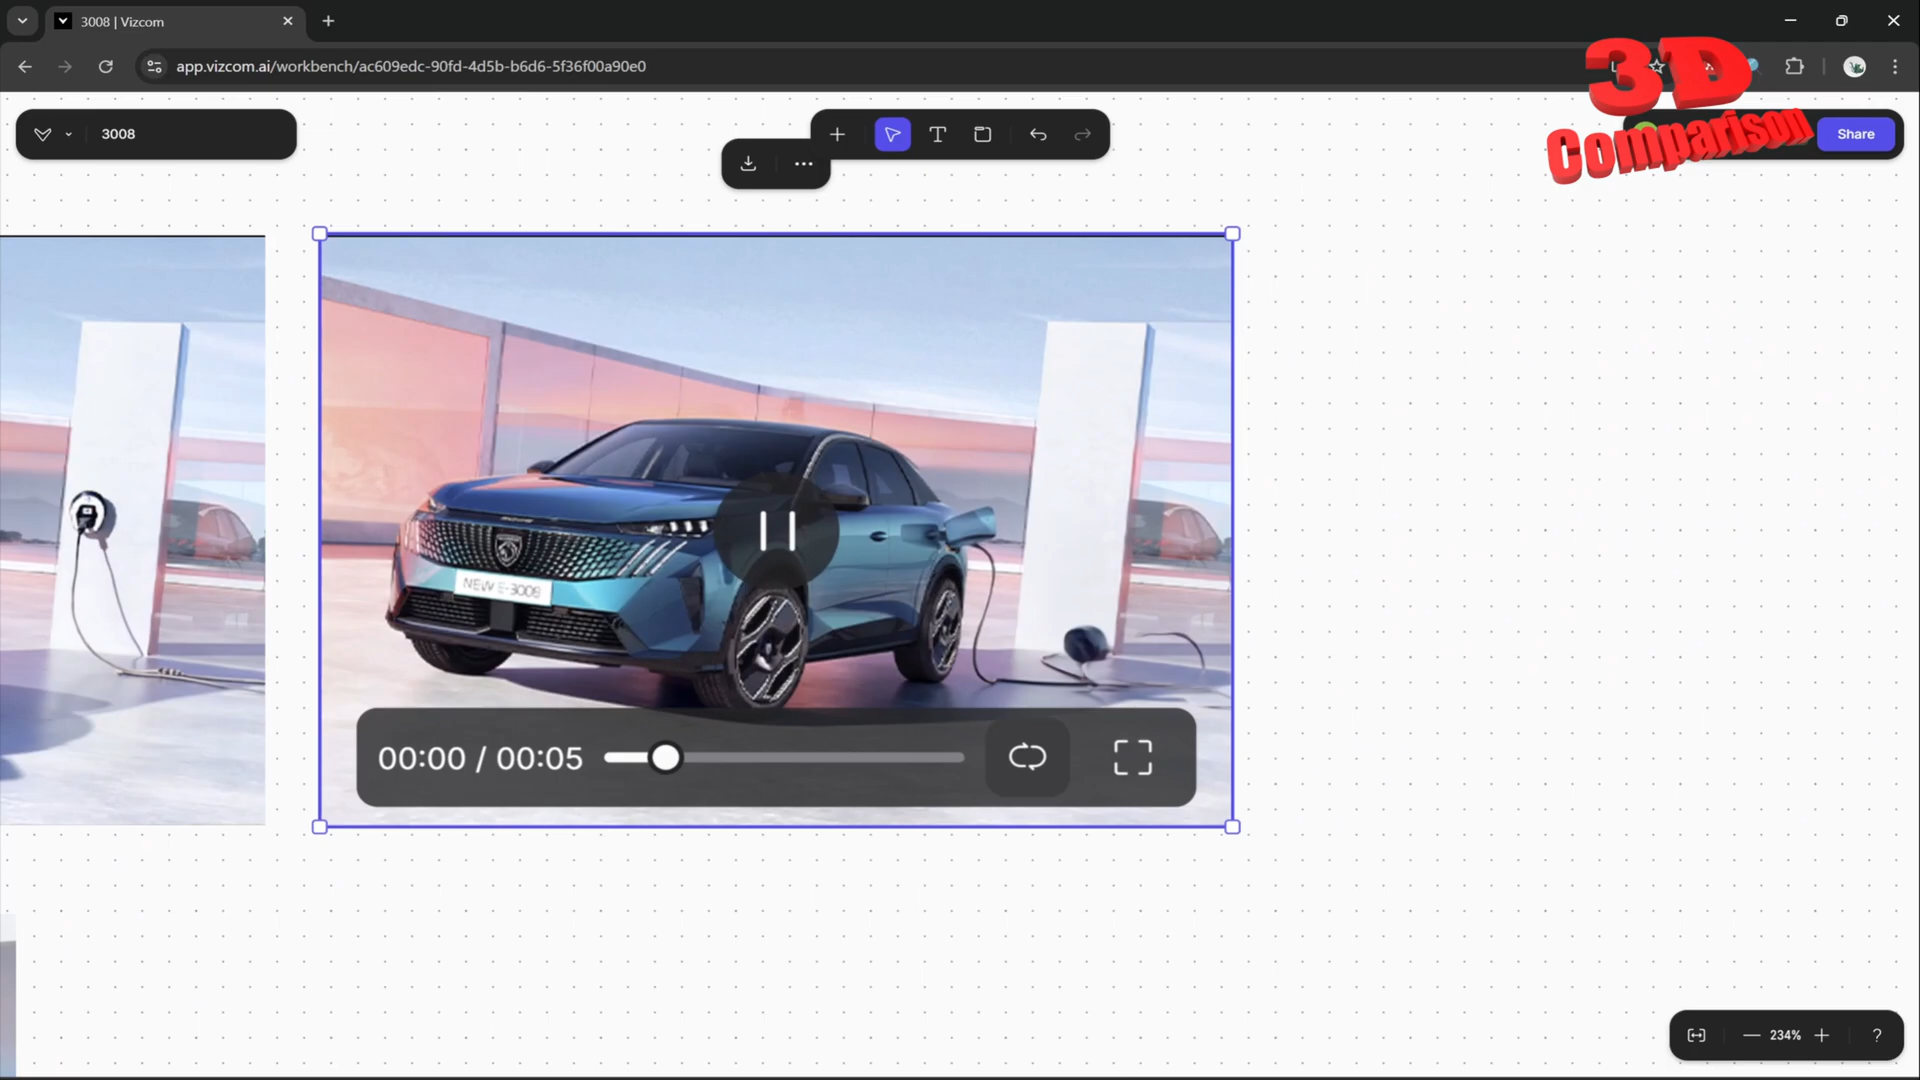 3008 | Vizcom
app.vizcom.ai/workbench/ac609edc-90fd-4d5b-b6d6-5f36f00a90e0
3D
Comparison
3008
Share
NEW E-3008
00:00 / 00:05
234%
?